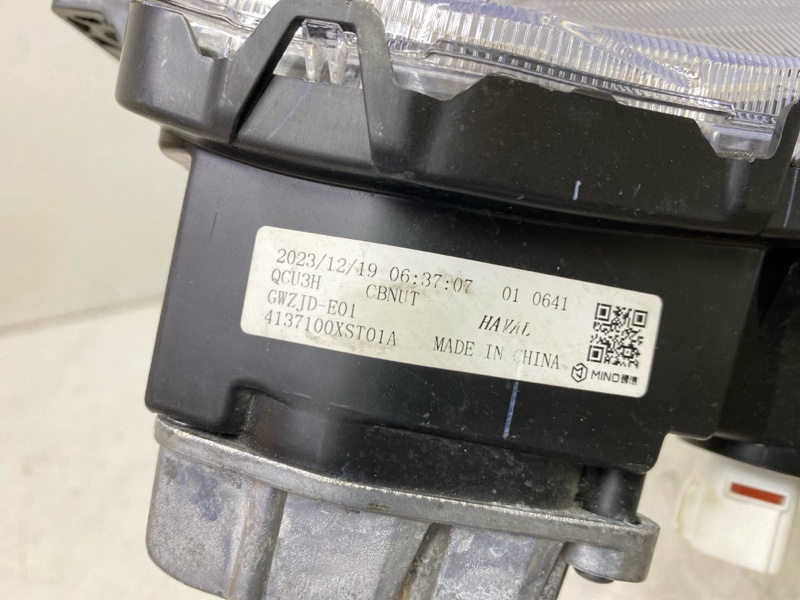 2023/12/19 06:37:07 01 0641
QCU3H CBNUT
GWZJD-E01 HAVAL
4137100XST01A MADE IN CHINA
MIND